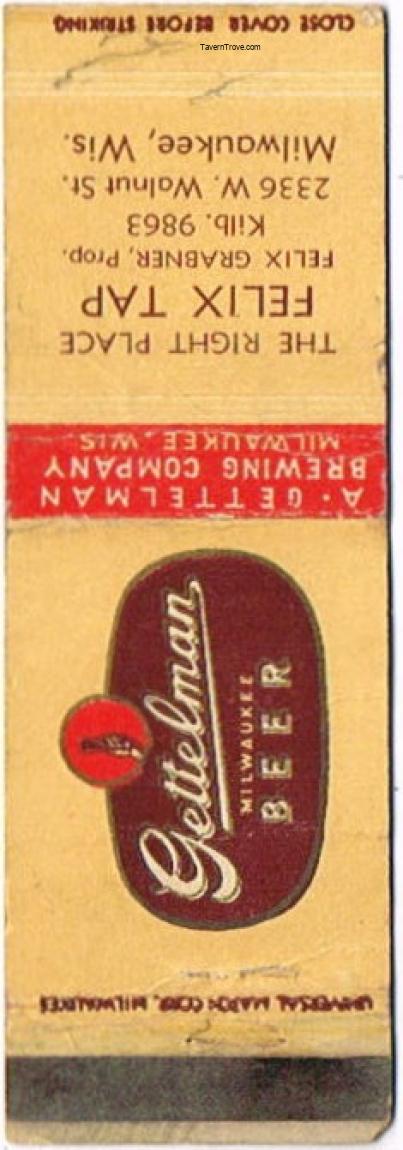 TavernTrove.com
CLOSE COVER BEFORE STRIKING
THE RIGHT PLACE
FELIX TAP
FELIX GRABNER, Prop.
Kilb. 9863
2336 W. Walnut St.
Milwaukee, Wis.
A·GETTELMAN
BREWING COMPANY
MILWAUKEE, WIS.
Gettelman
MILWAUKEE
BEER
UNIVERSAL MATCH CORP., MILWAUKEE